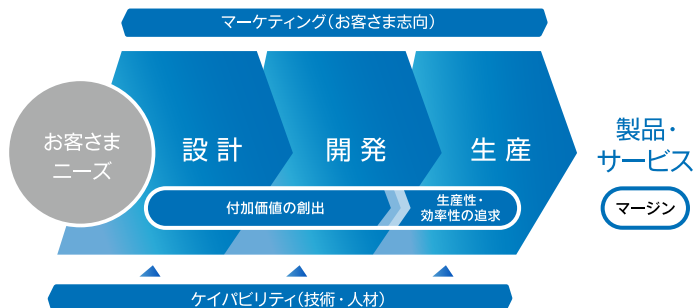 マーケティング（お客さま志向）
お客さま
ニーズ
設計
開発
生産
付加価値の創出
生産性・
効率性の追求
製品・
サービス
マージン
ケイパビリティ（技術・人材）